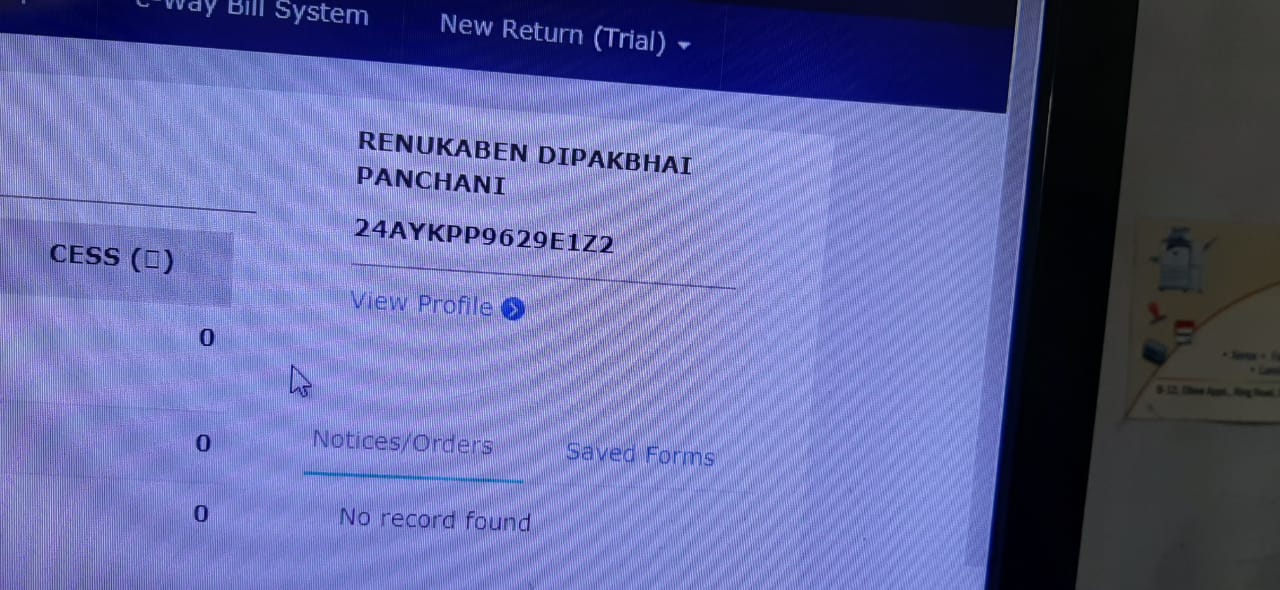 e-Way Bill System
New Return (Trial)
RENUKABEN DIPAKBHAI
PANCHANI
24AYKPP9629E1Z2
View Profile
CESS (▯)
0
0
0
Notices/Orders
Saved Forms
No record found